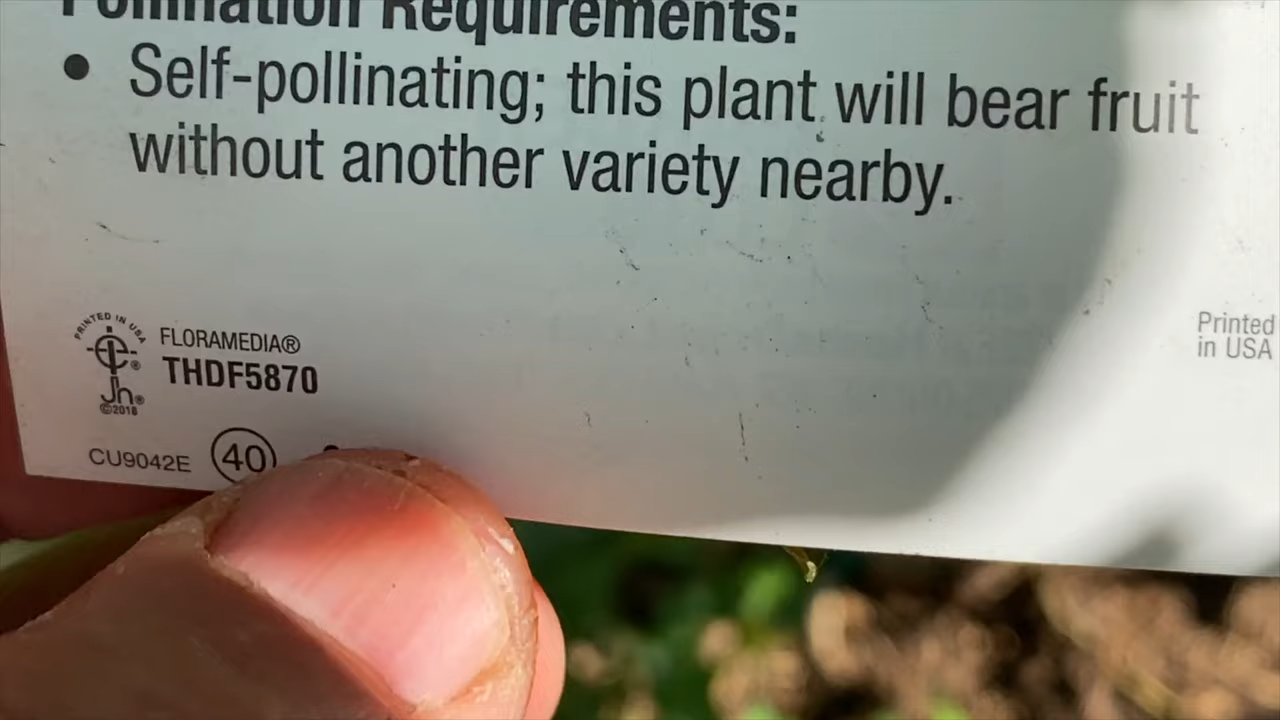 Pollination Requirements:
• Self-pollinating; this plant will bear fruit
without another variety nearby.
PRINTED IN USA
FLORAMEDIA®
THDF5870
Jh®
©2018
CU9042E 40
Printed
in USA